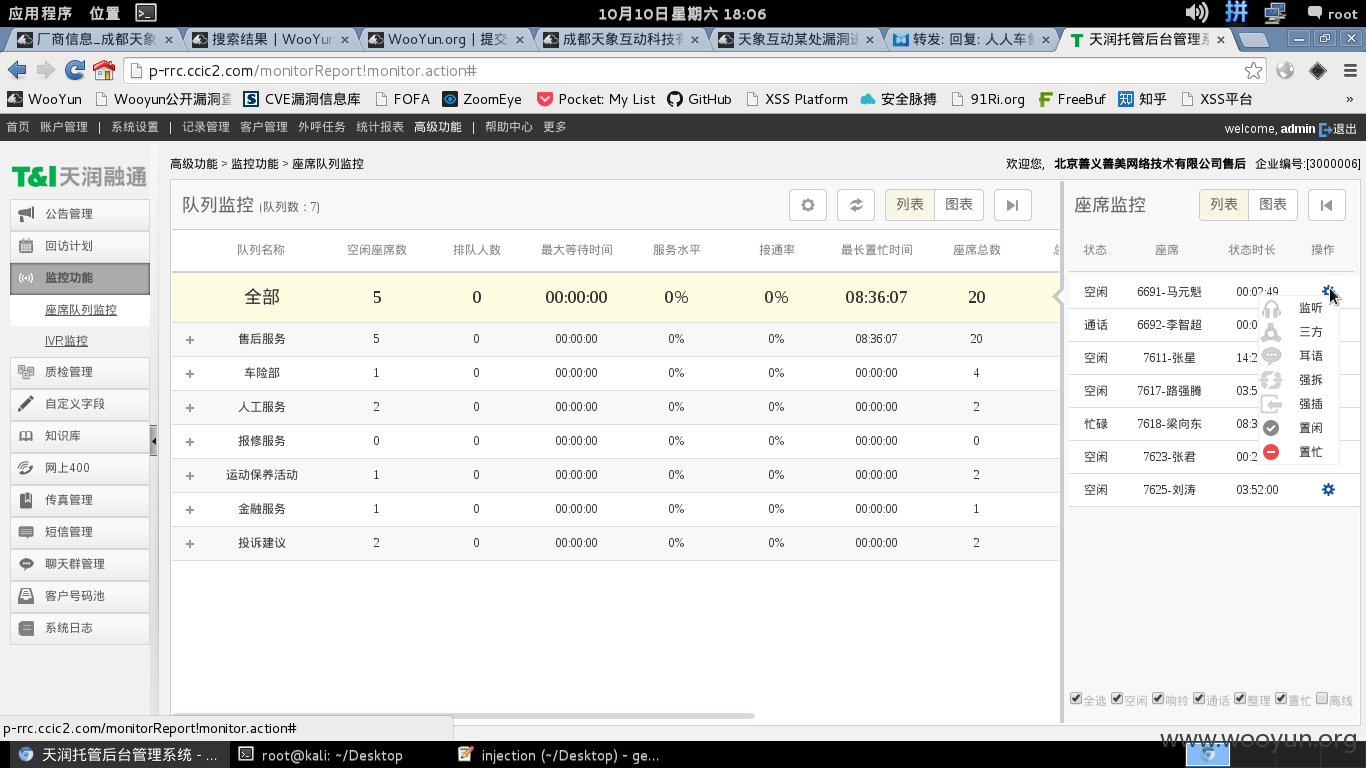 应用程序 位置 10月10日星期六 18:06 拼 root
厂商信息_成都天象 搜索结果 | WooYun WooYun.org | 提交 成都天象互动科技有 天象互动某处漏洞 转发: 回复: 人人车 天润托管后台管理系
p-rrc.ccic2.com/monitorReport!monitor.action#
WooYun Wooyun公开漏洞查 CVE漏洞信息库 FOFA ZoomEye Pocket: My List GitHub XSS Platform 安全脉搏 91Ri.org FreeBuf 知 知乎 XSS平台 »
首页 账户管理 | 系统设置 | 记录管理 客户管理 外呼任务 统计报表 高级功能 | 帮助中心 更多 welcome, admin 退出
高级功能 > 监控功能 > 座席队列监控 欢迎您, 北京善义善美网络技术有限公司售后 企业编号:[3000006]
T&I 天润融通
公告管理
回访计划
监控功能
座席队列监控
IVR监控
质检管理
自定义字段
知识库
网上400
传真管理
短信管理
聊天群管理
客户号码池
系统日志
队列监控 (队列数：7) 列表 图表
队列名称 空闲座席数 排队人数 最大等待时间 服务水平 接通率 最长置忙时间 座席总数
全部 5 0 00:00:00 0% 0% 08:36:07 20
+ 售后服务 5 0 00:00:00 0% 0% 08:36:07 20
+ 车险部 1 0 00:00:00 0% 0% 00:00:00 4
+ 人工服务 2 0 00:00:00 0% 0% 00:00:00 2
+ 报修服务 0 0 00:00:00 0% 0% 00:00:00 0
+ 运动保养活动 1 0 00:00:00 0% 0% 00:00:00 2
+ 金融服务 1 0 00:00:00 0% 0% 00:00:00 1
+ 投诉建议 2 0 00:00:00 0% 0% 00:00:00 2
座席监控 列表 图表
状态 座席 状态时长 操作
空闲 6691-马元魁 00:02:49
通话 6692-李智超 00:0
空闲 7611-张星 14:2
空闲 7617-路强腾 03:5
忙碌 7618-梁向东 08:3
空闲 7623-张君 00:2
空闲 7625-刘涛 03:52:00
监听
三方
耳语
强拆
强插
置闲
置忙
全选 空闲 响铃 通话 整理 置忙 离线
p-rrc.ccic2.com/monitorReport!monitor.action#
www.wooyun.org
天润托管后台管理系统 - ... root@kali: ~/Desktop injection (~/Desktop) - ge...